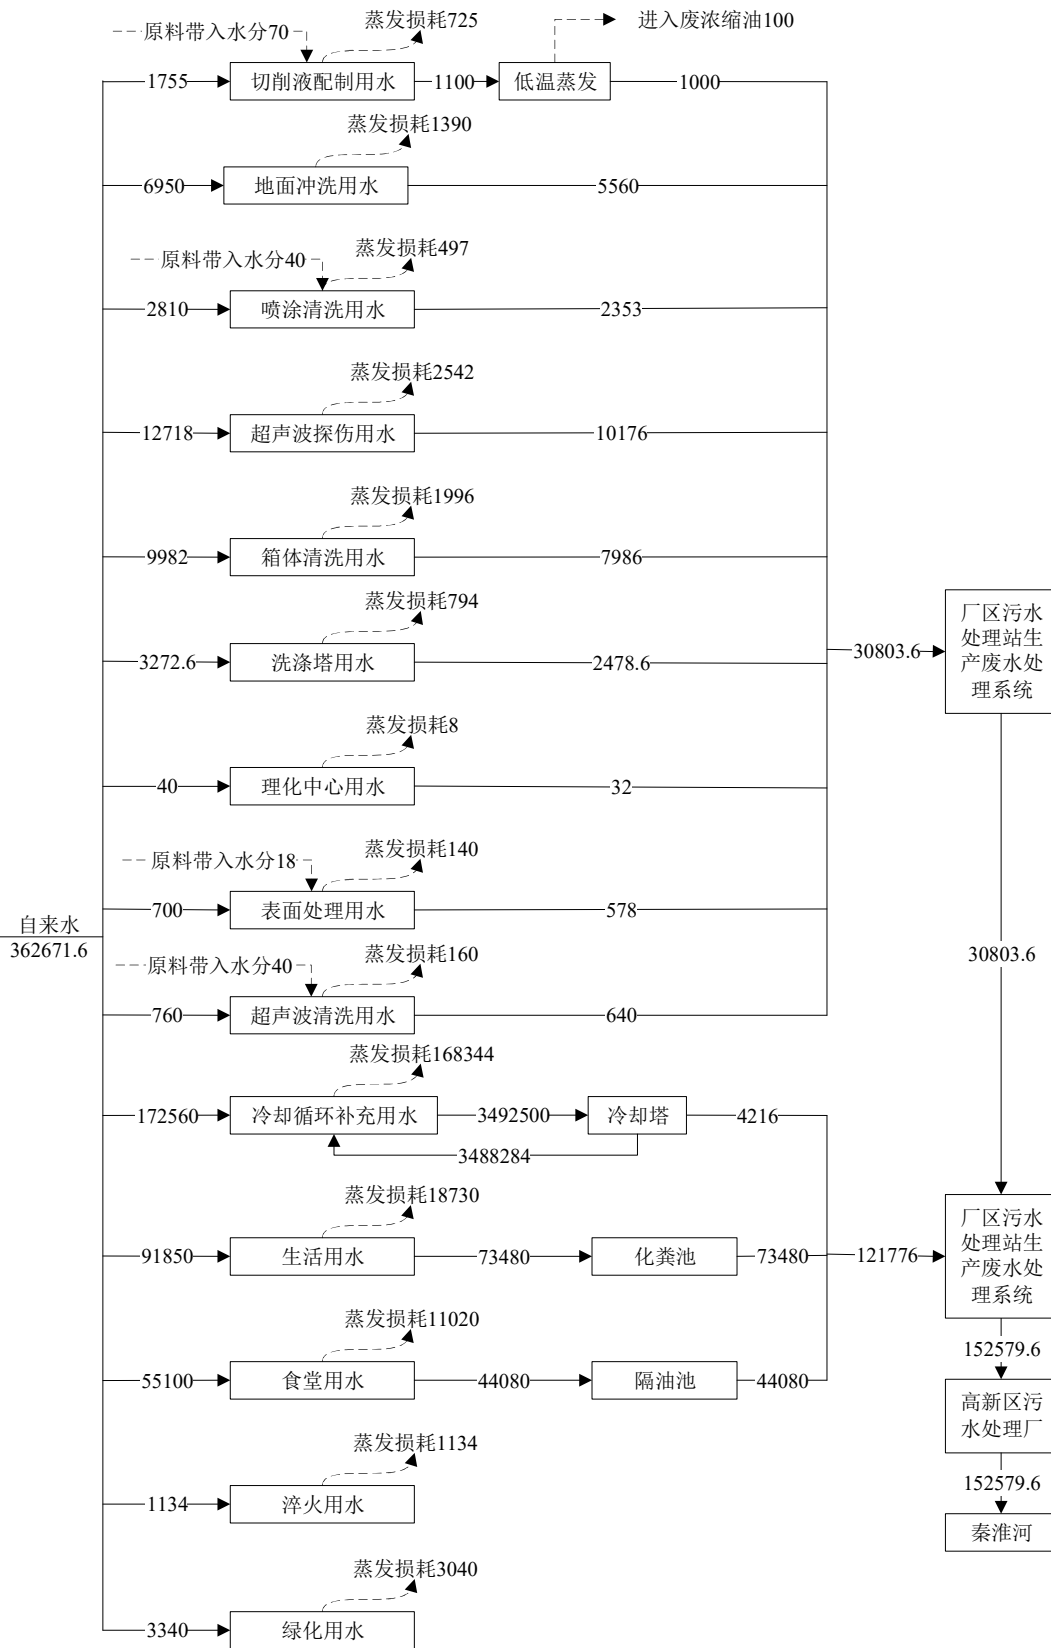 原料带入水分70
蒸发损耗725
进入废浓缩油100
1755
切削液配制用水
1100
低温蒸发
1000
蒸发损耗1390
6950
地面冲洗用水
5560
原料带入水分40
蒸发损耗497
2810
喷涂清洗用水
2353
蒸发损耗2542
12718
超声波探伤用水
10176
蒸发损耗1996
9982
箱体清洗用水
7986
蒸发损耗794
3272.6
洗涤塔用水
2478.6
30803.6
厂区污水
处理站生
产废水处
理系统
蒸发损耗8
40
理化中心用水
32
原料带入水分18
蒸发损耗140
700
表面处理用水
578
自来水
362671.6
30803.6
原料带入水分40
蒸发损耗160
760
超声波清洗用水
640
蒸发损耗168344
172560
冷却循环补充用水
3492500
冷却塔
4216
3488284
蒸发损耗18730
91850
生活用水
73480
化粪池
73480
121776
厂区污水
处理站生
产废水处
理系统
蒸发损耗11020
55100
食堂用水
44080
隔油池
44080
152579.6
高新区污
水处理厂
蒸发损耗1134
1134
淬火用水
152579.6
秦淮河
蒸发损耗3040
3340
绿化用水